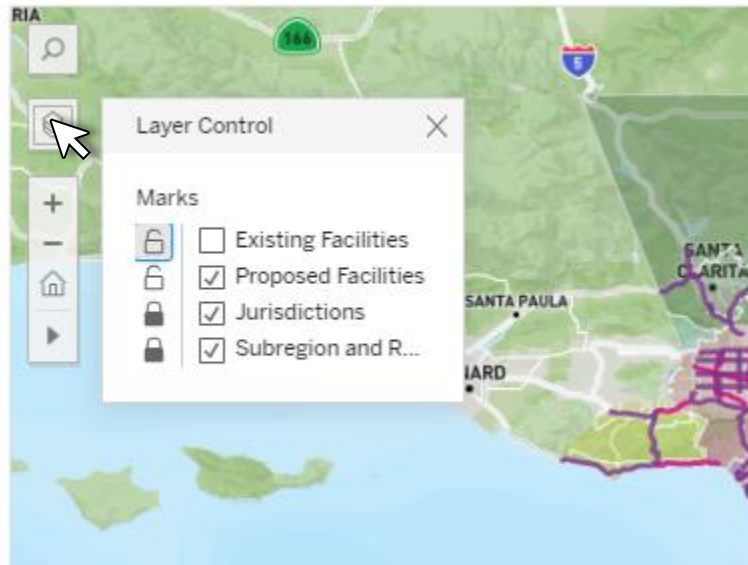 RIA
166
5
Layer Control
Marks
Existing Facilities
Proposed Facilities
Jurisdictions
Subregion and R...
SANTA
CLARITA
SANTA PAULA
NARD